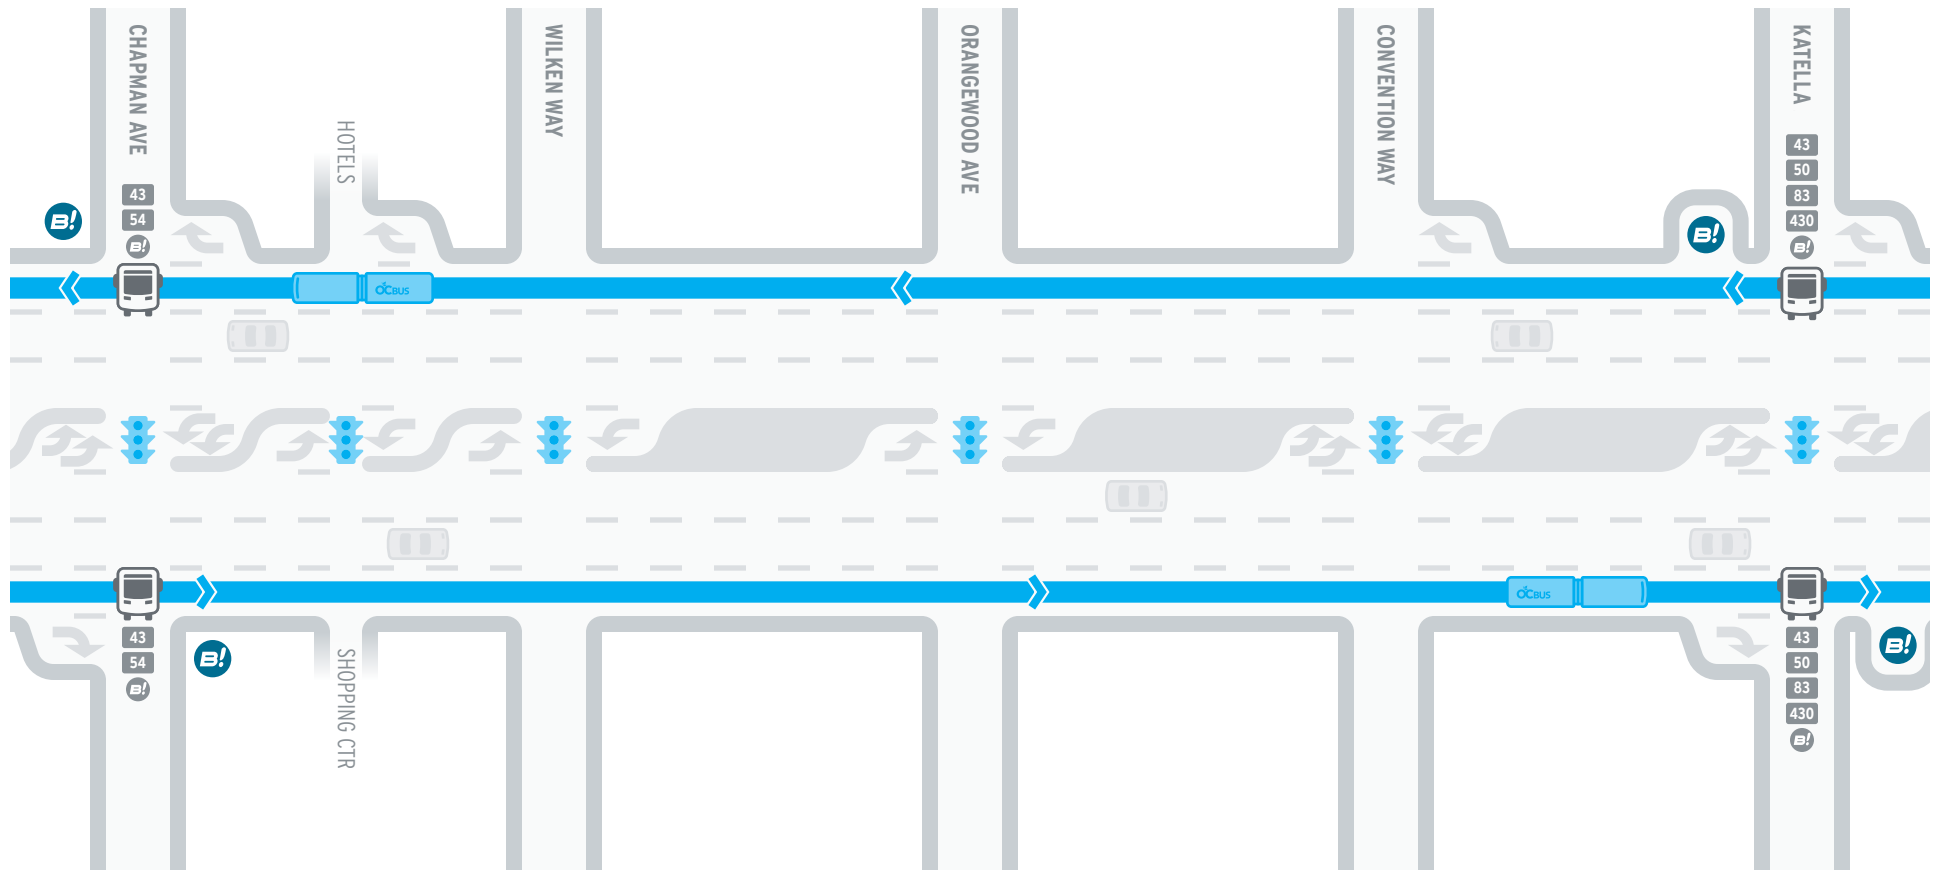 CHAPMAN AVE
WILKEN WAY
ORANGEWOOD AVE
CONVENTION WAY
KATELLA
HOTELS
43
54
B!
B!
43
50
83
430
B!
B!
OCBUS
OCBUS
43
54
B!
B!
SHOPPING CTR
43
50
83
430
B!
B!